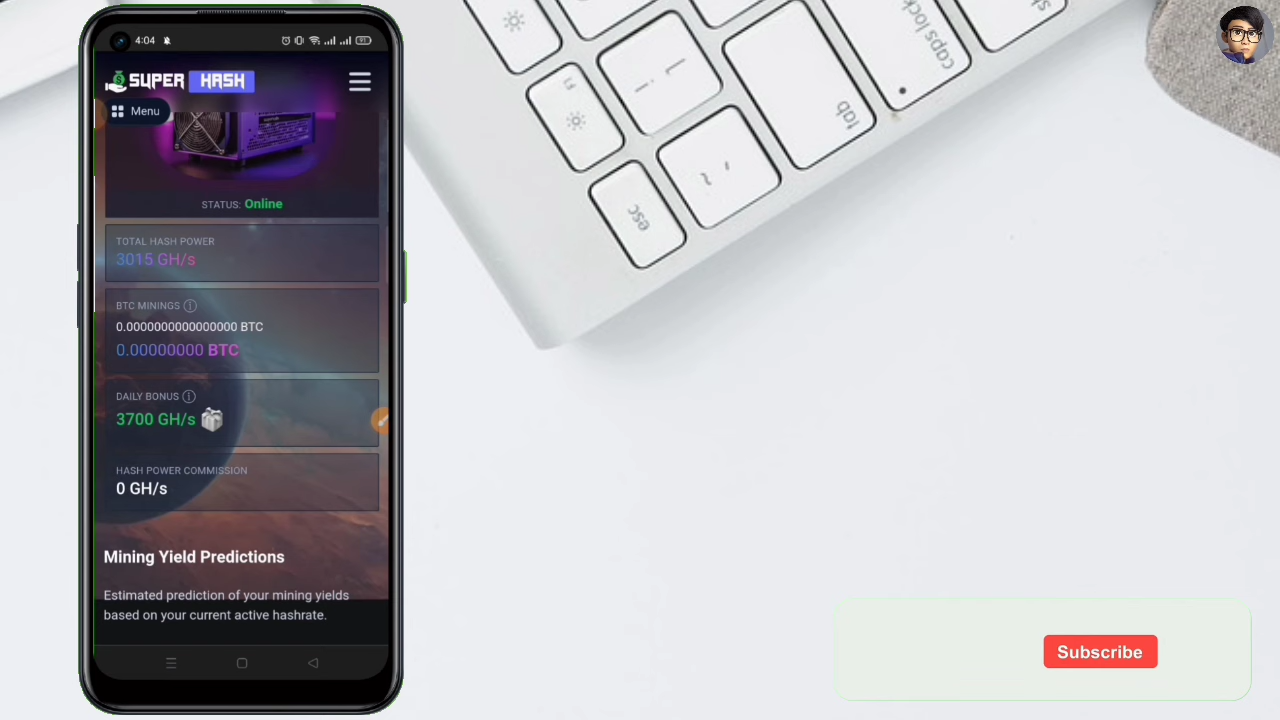 4:04
91
SUPER HASH
Menu
STATUS: Online
TOTAL HASH POWER
3015 GH/s
BTC MININGS
0.0000000000000000 BTC
0.00000000 BTC
DAILY BONUS
3700 GH/s
HASH POWER COMMISSION
0 GH/s
Mining Yield Predictions
Estimated prediction of your mining yields
based on your current active hashrate.
caps lock
tab
F1
esc
Subscribe